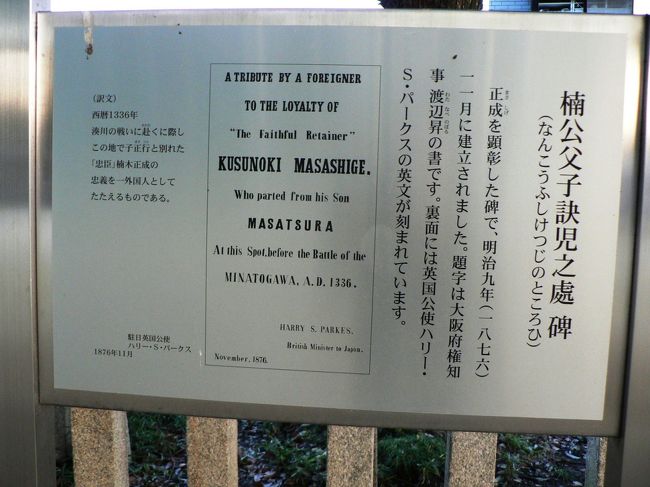 楠公父子訣児之處 碑
(なんこうふしけつじのところひ)
正成を顕彰した碑で、明治九年(一八七六)
一一月に建立されました。題字は大阪府権知
事 渡辺昇の書です。裏面には英国公使ハリー・
S・パークスの英文が刻まれています。
A TRIBUTE BY A FOREIGNER
TO THE LOYALTY OF
"The Faithful Retainer"
KUSUNOKI MASASHIGE.
Who parted from his Son
MASATSURA
At this Spot,before the Battle of the
MINATOGAWA, A.D. 1336.
HARRY S. PARKES.
British Minister to Japan.
November, 1876.
(訳文)
西暦1336年
湊川の戦いに赴くに際し
この地で子正行と別れた
「忠臣」楠木正成の
忠義を一外国人として
たたえるものである。
駐日英国公使
ハリー・S・パークス
1876年11月